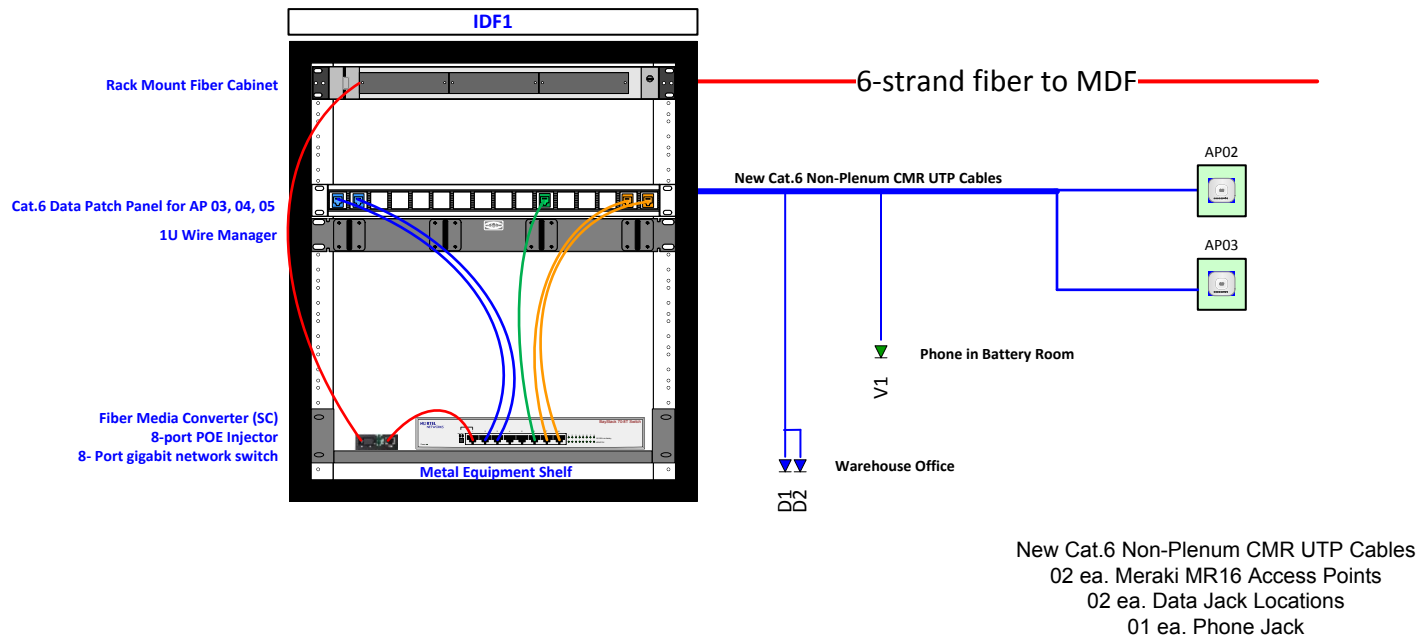 IDF1
Rack Mount Fiber Cabinet
6-strand fiber to MDF
AP02
New Cat.6 Non-Plenum CMR UTP Cables
Cat.6 Data Patch Panel for AP 03, 04, 05
1U Wire Manager
AP03
Phone in Battery Room
V1
Fiber Media Converter (SC)
8-port POE Injector
8- Port gigabit network switch
Metal Equipment Shelf
Warehouse Office
D1
D2
New Cat.6 Non-Plenum CMR UTP Cables
02 ea. Meraki MR16 Access Points
02 ea. Data Jack Locations
01 ea. Phone Jack